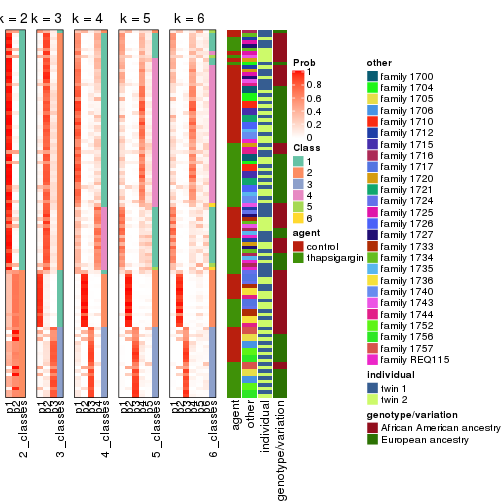 k = 2
k = 3
k = 4
k = 5
k = 6
p1
p2
2_classes
p1
p2
p3
3_classes
p1
p2
p3
p4
4_classes
p1
p2
p3
p4
p5
5_classes
p1
p2
p3
p4
p5
p6
6_classes
agent
other
individual
genotype/variation
Prob
1
0.8
0.6
0.4
0.2
0
Class
1
2
3
4
5
6
agent
control
thapsigargin
other
family 1700
family 1704
family 1705
family 1706
family 1710
family 1712
family 1715
family 1716
family 1717
family 1720
family 1721
family 1724
family 1725
family 1726
family 1727
family 1733
family 1734
family 1735
family 1736
family 1740
family 1743
family 1744
family 1752
family 1756
family 1757
family REQ115
individual
twin 1
twin 2
genotype/variation
African American ancestry
European ancestry